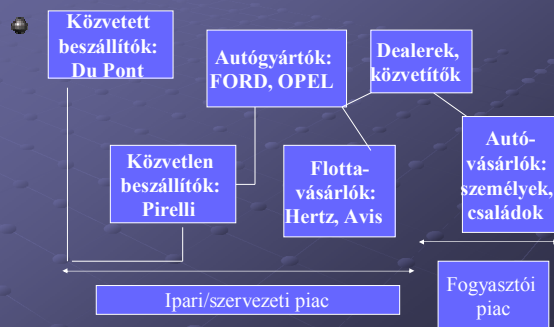 Közvetett
beszállítók:
Du Pont
Autógyártók:
FORD, OPEL
Dealerek,
közvetítők
Közvetlen
beszállítók:
Pirelli
Flotta-
vásárlók:
Hertz, Avis
Autó-
vásárlók:
személyek,
családok
Ipari/szervezeti piac
Fogyasztói
piac